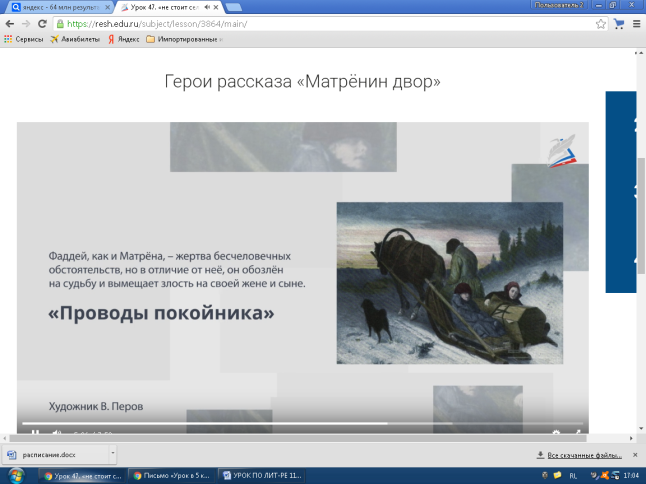 яндекс - 64 млн результ
Урок 47. «не стоит сел
Пользователь 2
https://resh.edu.ru/subject/lesson/3864/main/
Сервисы
Авиабилеты
Яндекс
Импортированные и
Герои рассказа «Матрёнин двор»
Фаддей, как и Матрёна, – жертва бесчеловечных
обстоятельств, но в отличие от неё, он обозлён
на судьбу и вымещает злость на своей жене и сыне.
«Проводы покойника»
Художник В. Перов
расписание.docx
Все скачанные файлы...
Урок 47. «не стоит с...
Письмо «Урок в 5 к...
УРОК ПО ЛИТ-РЕ 11...
RL
17:04